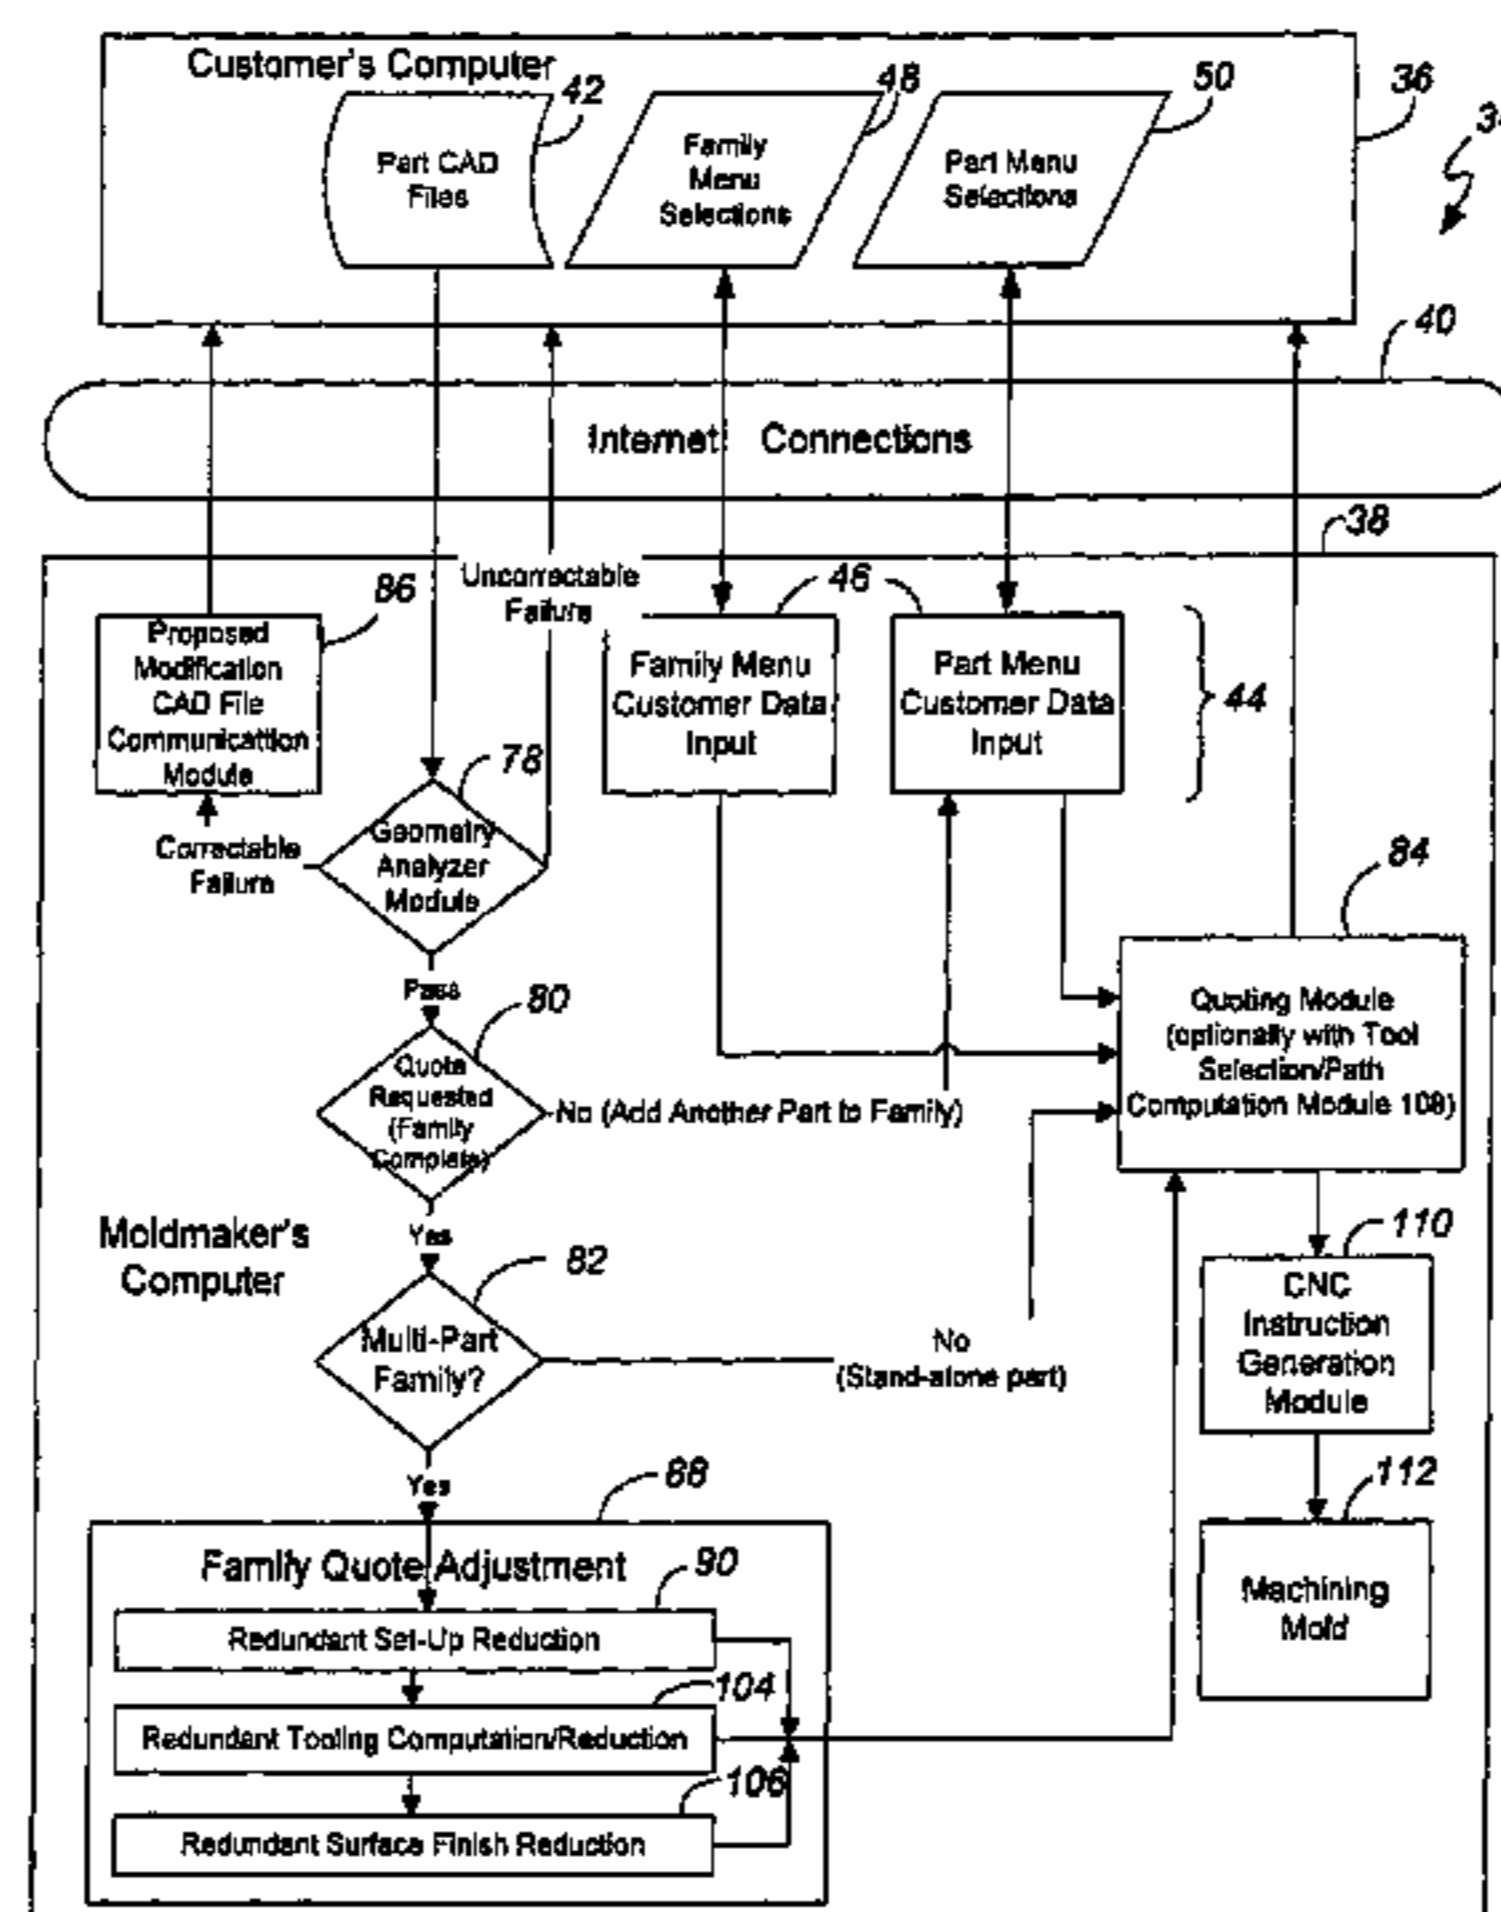 Customer's Computer
42
48
50
36
Part CAD
Files
Family
Menu
Selections
Part Menu
Selections
40
Internet Connections
38
86
Uncorrectable
Failure
46
Proposed
Modification
CAD File
Communicattion
Module
Family Menu
Customer Data
Input
Part Menu
Customer Data
Input
44
78
Correctable
Failure
Geometry
Analyzer
Module
84
Pass
80
Quoting Module
(optionally with Tool
Selection/Path
Computation Module 108)
Quote
Requested
(Family
Complete)
No (Add Another Part to Family)
Moldmaker's
Computer
Yes
82
110
Multi-Part
Family?
No
(Stand-alone part)
CNC
Instruction
Generation
Module
Yes
88
112
Family Quote Adjustment
90
Machining
Mold
Redundant Set-Up Reduction
104
Redundant Tooling Computation/Reduction
106
Redundant Surface Finish Reduction